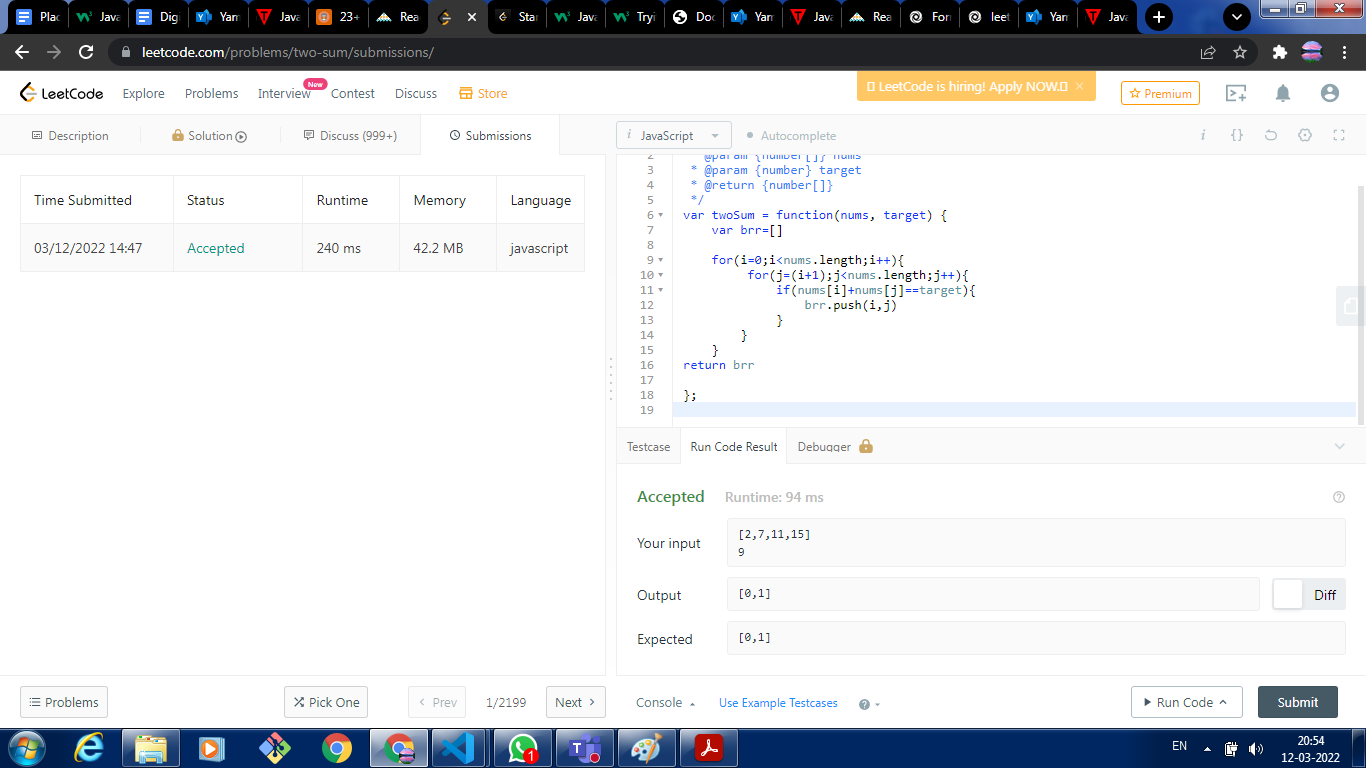 Plac
Java
Digi
Yarn
Java
23+
Rea
Star
Java
Tryi
Doc
Yarn
Java
Rea
Forn
leet
Yarn
Java
leetcode.com/problems/two-sum/submissions/
LeetCode
Explore
Problems
Interview
New
Contest
Discuss
Store
LeetCode is hiring! Apply NOW.
Premium
Description
Solution
Discuss (999+)
Submissions
i JavaScript
Autocomplete
i {}
Time Submitted Status Runtime Memory Language
03/12/2022 14:47 Accepted 240 ms 42.2 MB javascript
2 * @param {number[]} nums
3 * @param {number} target
4 * @return {number[]}
5 */
6 var twoSum = function(nums, target) {
7 var brr=[]
8
9 for(i=0;i<nums.length;i++){
10 for(j=(i+1);j<nums.length;j++){
11 if(nums[i]+nums[j]==target){
12 brr.push(i,j)
13 }
14 }
15 }
16 return brr
17
18 };
19
Testcase
Run Code Result
Debugger
Accepted Runtime: 94 ms
Your input
[2,7,11,15]
9
Output
[0,1]
Diff
Expected
[0,1]
Problems
Pick One
Prev
1/2199
Next
Console
Use Example Testcases
Run Code
Submit
1
EN
20:54
12-03-2022